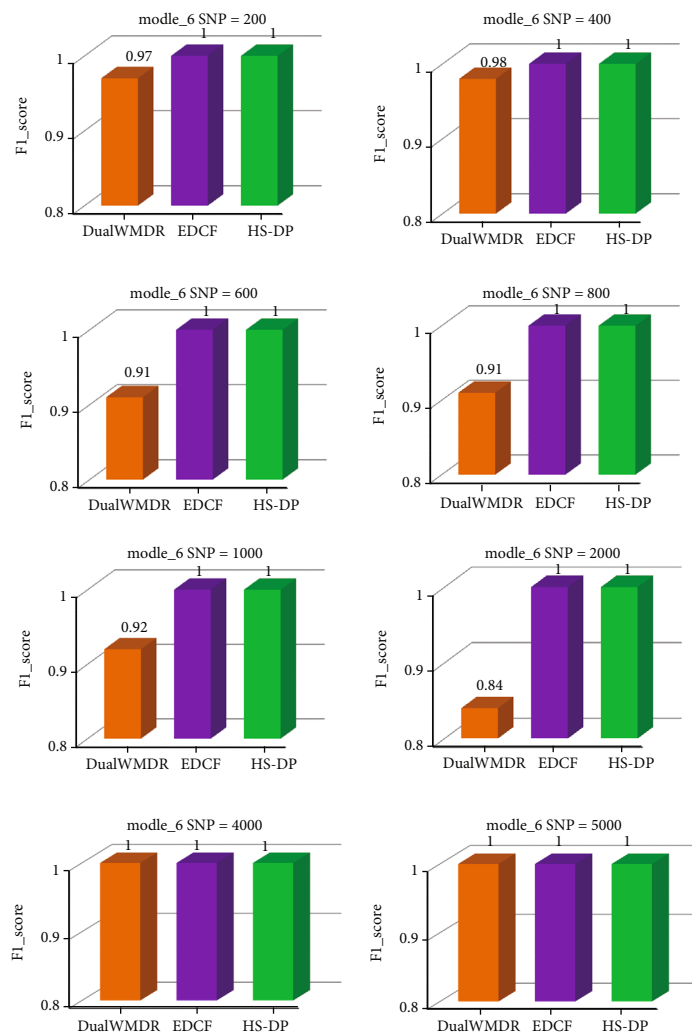 modle_6 SNP = 200
1
1
0.97
1
0.9
0.8
F1_score
DualWMDR EDCF HS-DP
modle_6 SNP = 400
1
1
0.98
1
0.9
0.8
F1_score
DualWMDR EDCF HS-DP
modle_6 SNP = 600
1
1
0.91
1
0.9
0.8
F1_score
DualWMDR EDCF HS-DP
modle_6 SNP = 800
1
1
0.91
1
0.9
0.8
F1_score
DualWMDR EDCF HS-DP
modle_6 SNP = 1000
1
1
0.92
1
0.9
0.8
F1_score
DualWMDR EDCF HS-DP
modle_6 SNP = 2000
1
1
0.84
1
0.9
0.8
F1_score
DualWMDR EDCF HS-DP
modle_6 SNP = 4000
1
1
1
1
0.9
0.8
F1_score
DualWMDR EDCF HS-DP
modle_6 SNP = 5000
1
1
1
1
0.9
0.8
F1_score
DualWMDR EDCF HS-DP